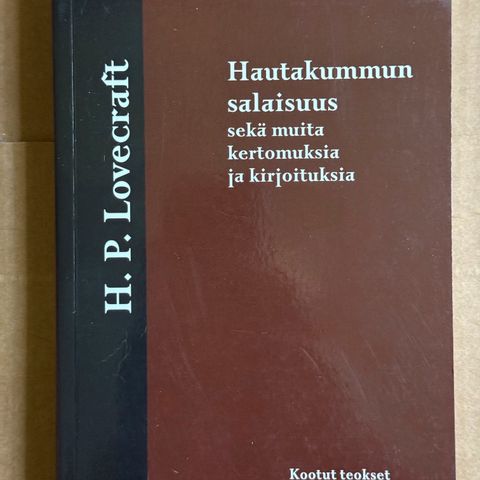 H. P. Lovecraft
Hautakummun
salaisuus
sekä muita
kertomuksia
ja kirjoituksia
Kootut teokset